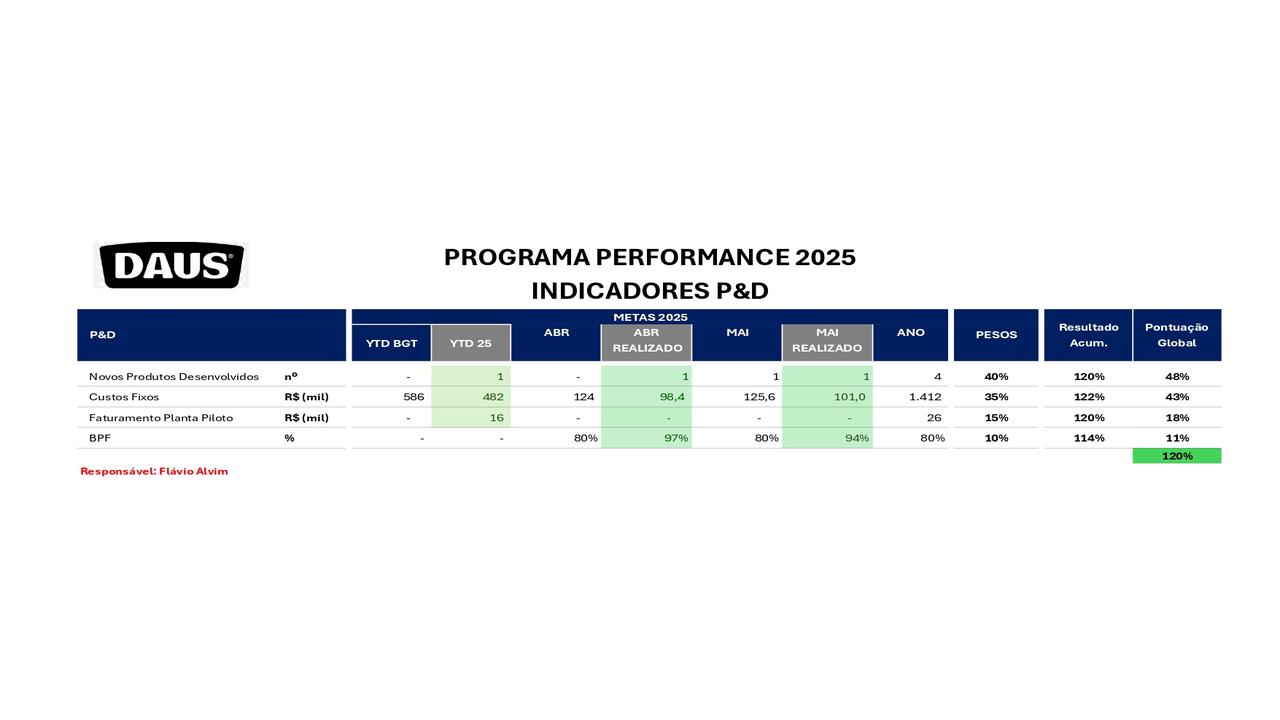 DAUS®
PROGRAMA PERFORMANCE 2025
INDICADORES P&D
P&D METAS 2025 PESOS Resultado Acum. Pontuação Global
YTD BGT YTD 25 ABR ABR REALIZADO MAI MAI REALIZADO ANO
Novos Produtos Desenvolvidos nº - 1 - 1 1 1 4 40% 120% 48%
Custos Fixos R$ (mil) 586 482 124 98,4 125,6 101,0 1.412 35% 122% 43%
Faturamento Planta Piloto R$ (mil) - 16 - - - - 26 15% 120% 18%
BPF % - - 80% 97% 80% 94% 80% 10% 114% 11%
120%
Responsável: Flávio Alvim